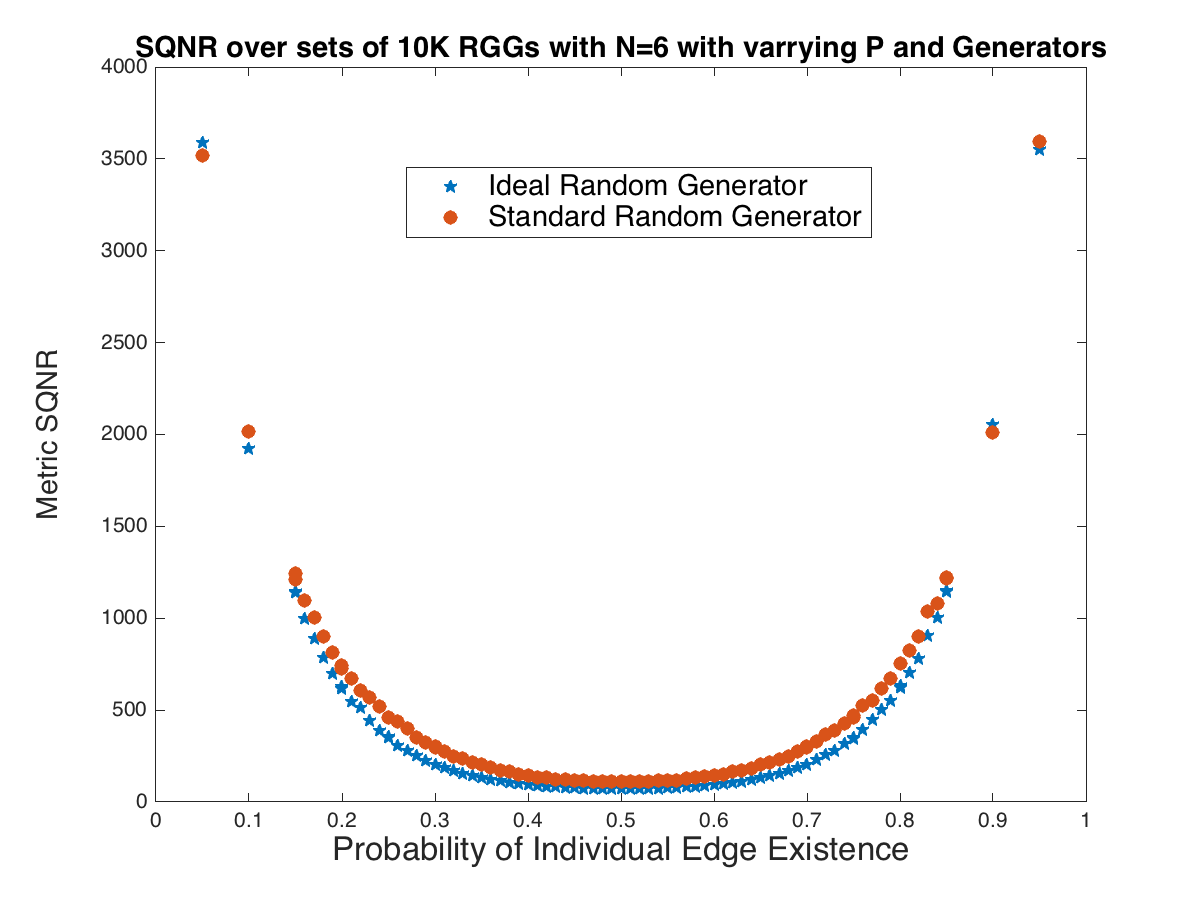 SQNR over sets of 10K RGGs with N=6 with varrying P and Generators
4000
3500
3000
2500
2000
1500
1000
500
0
Metric SQNR
Ideal Random Generator
Standard Random Generator
0 0.1 0.2 0.3 0.4 0.5 0.6 0.7 0.8 0.9 1
Probability of Individual Edge Existence